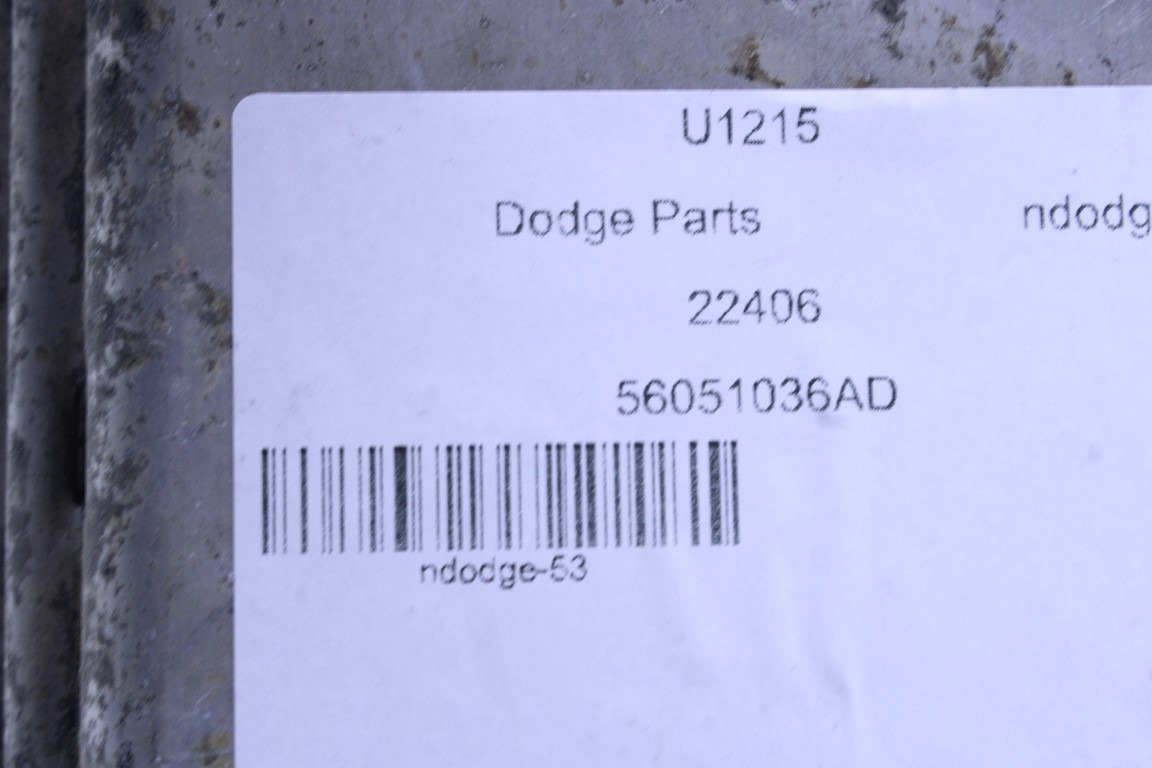 U1215
Dodge Parts ndodg
22406
56051036AD
ndodge-53